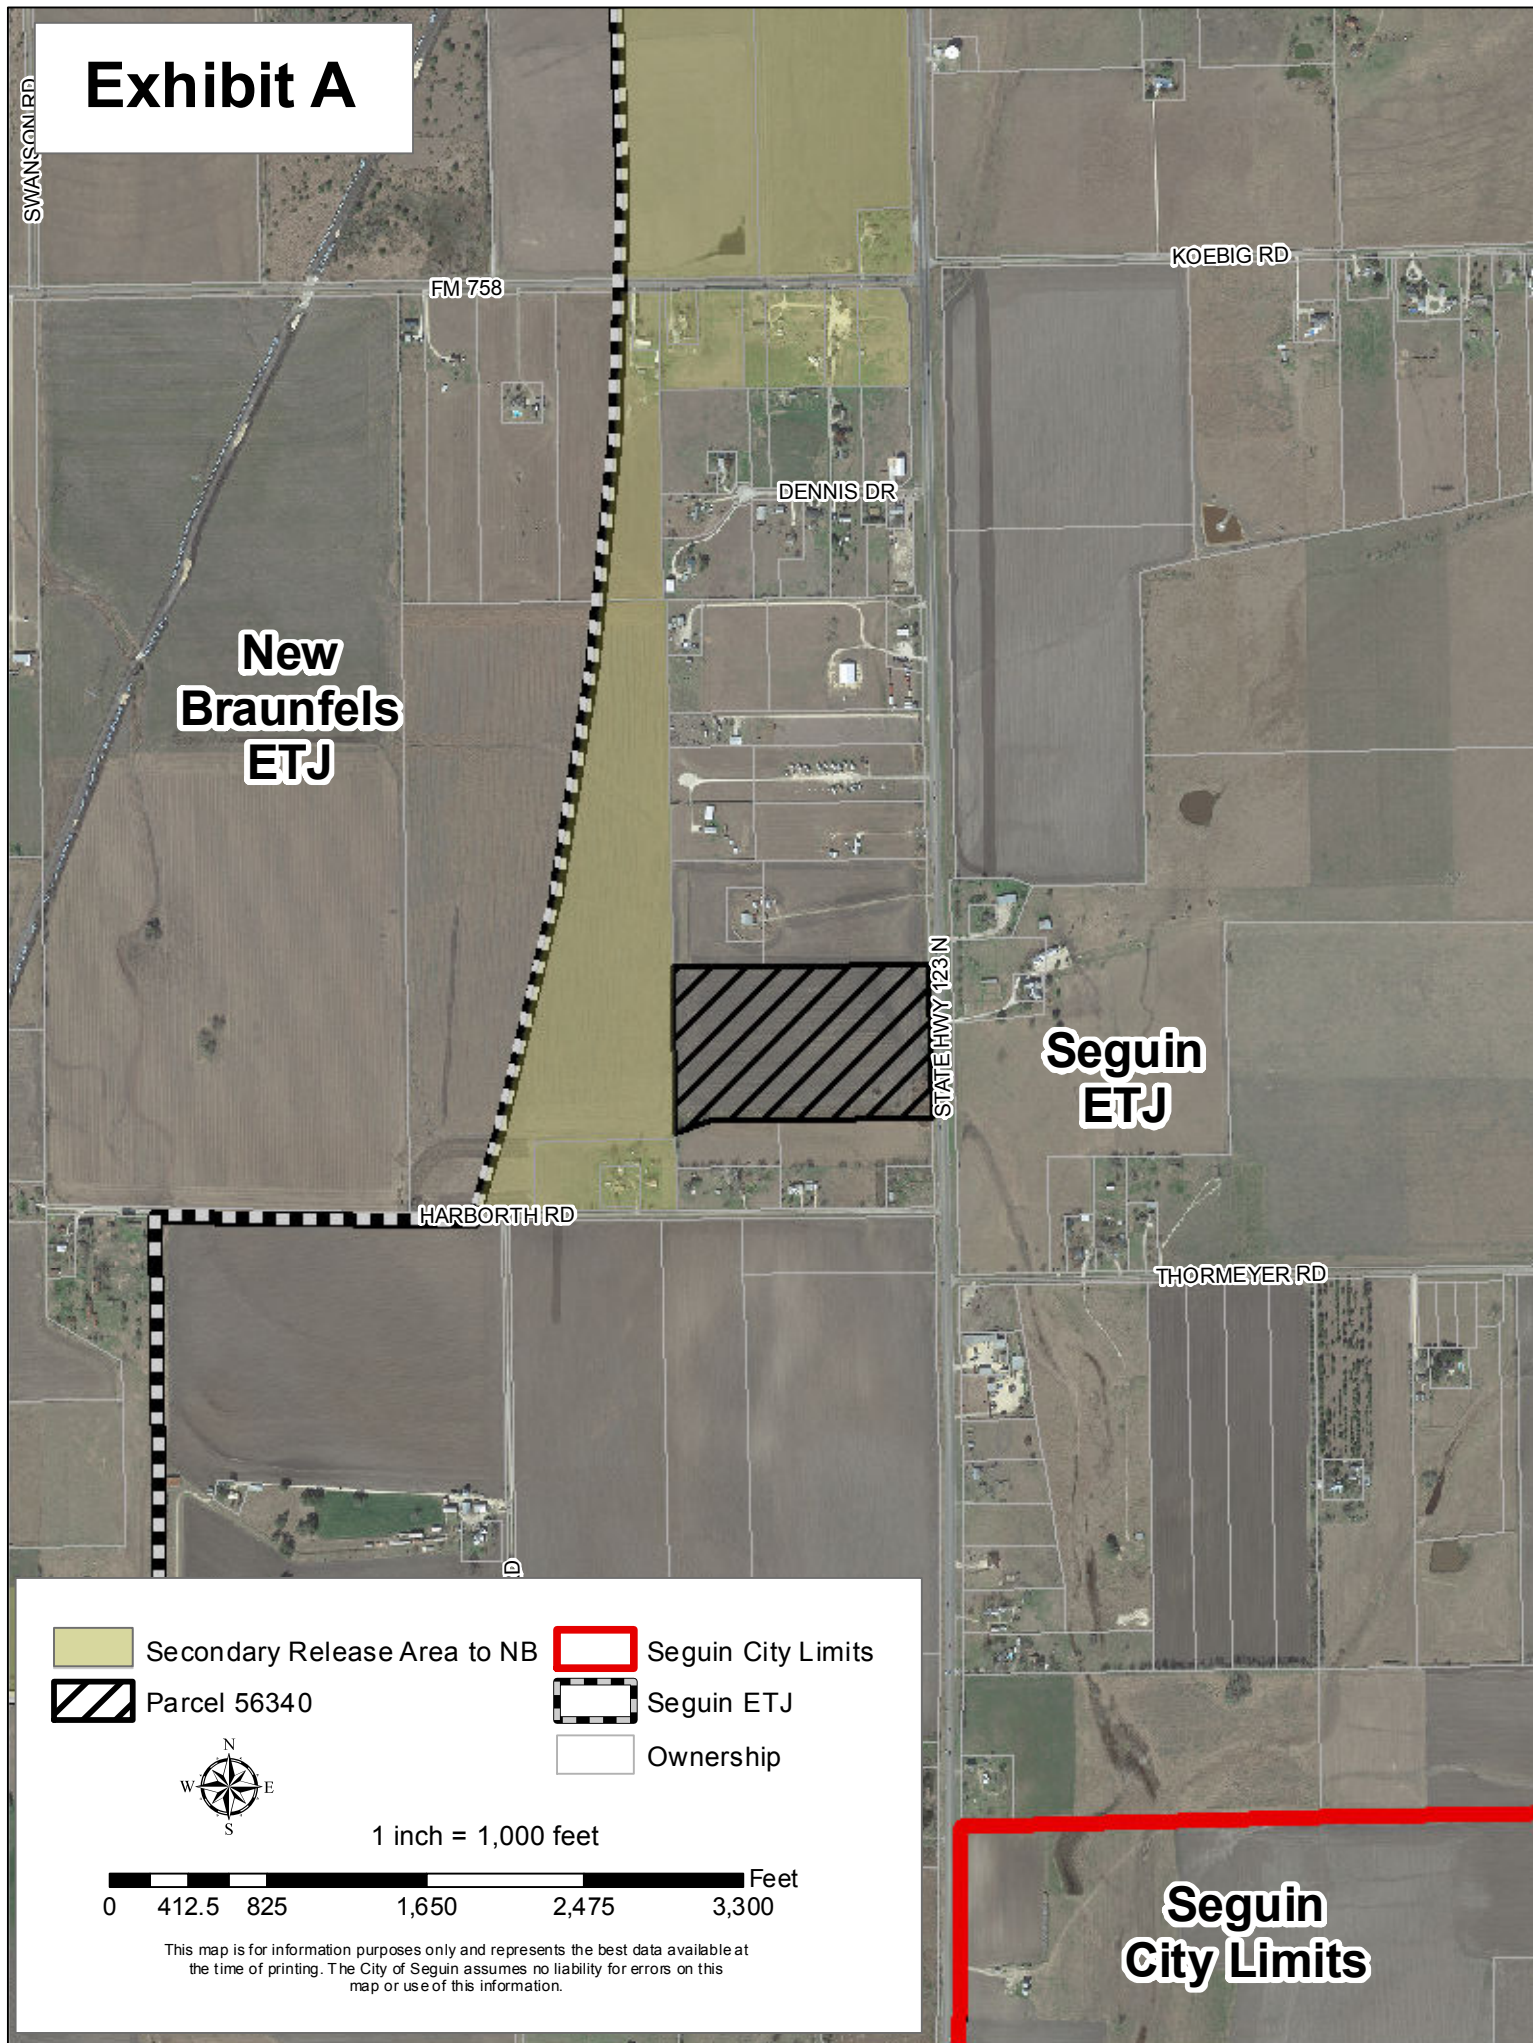 Exhibit A
SWANSON RD
KOEBIG RD
FM 758
DENNIS DR
New
Braunfels
ETJ
STATE HWY 123 N
Seguin
ETJ
HARBORTH RD
THORMEYER RD
Secondary Release Area to NB
Seguin City Limits
Parcel 56340
Seguin ETJ
Ownership
N
W
E
S
1 inch = 1,000 feet
Feet
0 412.5 825 1,650 2,475 3,300
This map is for information purposes only and represents the best data available at
the time of printing. The City of Seguin assumes no liability for errors on this
map or use of this information.
Seguin
City Limits